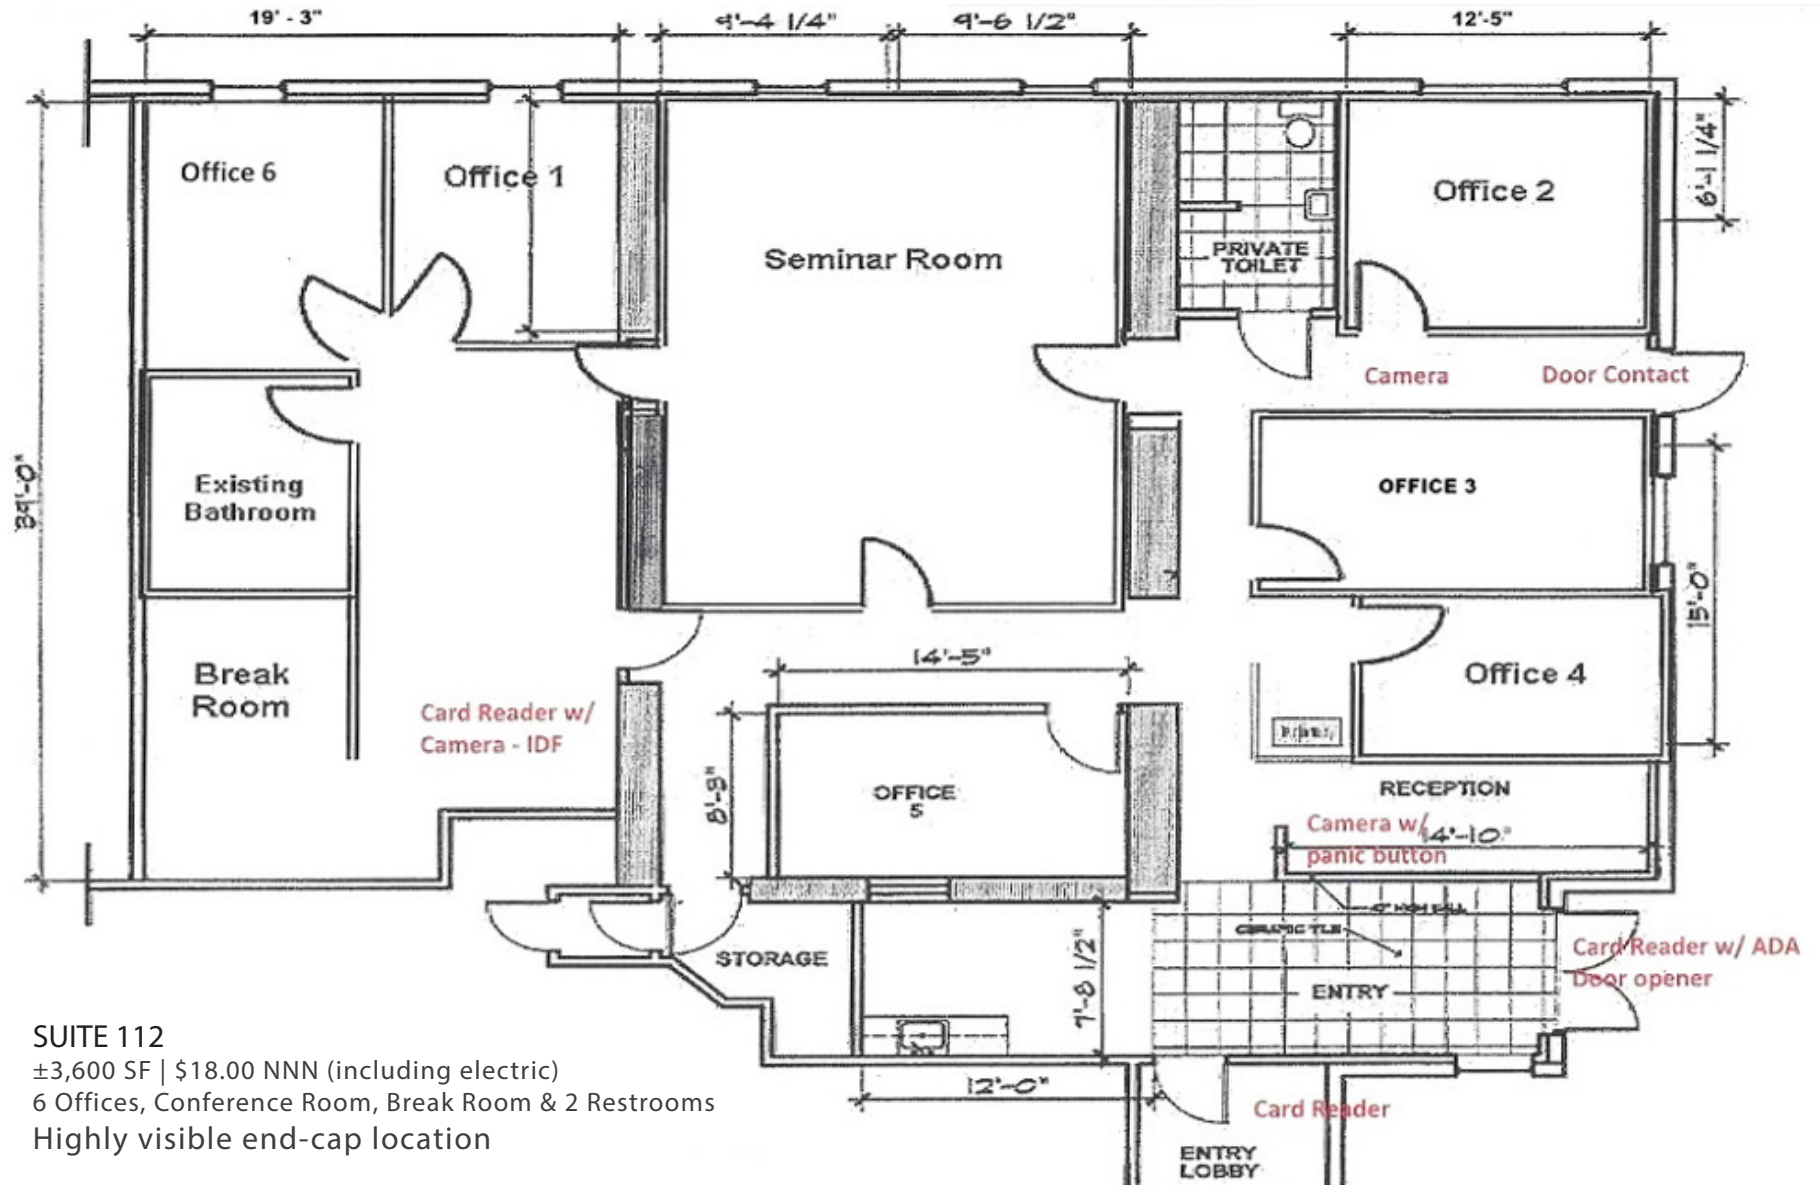 19' - 3"
9'-4 1/4"
9'-6 1/2"
12'-5"
Office 6
Office 1
Seminar Room
PRIVATE
TOILET
Office 2
6'-1 1/4"
Camera
Door Contact
39'-0"
Existing
Bathroom
OFFICE 3
15'-0"
Break
Room
Card Reader w/
Camera - IDF
14'-5"
Office 4
8'-8"
OFFICE
5
RECEPTION
Camera w/
panic button
14'-10"
CERAMIC TILE
STORAGE
9'-8 1/2"
ENTRY
Card Reader w/ ADA
Door opener
12'-0"
Card Reader
ENTRY
LOBBY
SUITE 112
±3,600 SF | $18.00 NNN (including electric)
6 Offices, Conference Room, Break Room & 2 Restrooms
Highly visible end-cap location